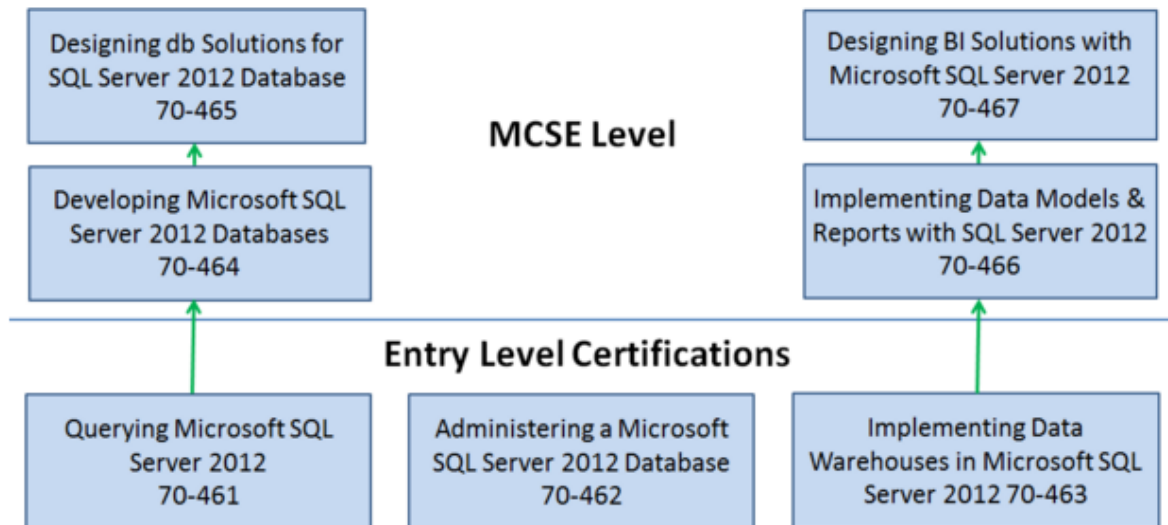 Designing db Solutions for
SQL Server 2012 Database
70-465
Designing BI Solutions with
Microsoft SQL Server 2012
70-467
MCSE Level
Developing Microsoft SQL
Server 2012 Databases
70-464
Implementing Data Models &
Reports with SQL Server 2012
70-466
Entry Level Certifications
Querying Microsoft SQL
Server 2012
70-461
Administering a Microsoft
SQL Server 2012 Database
70-462
Implementing Data
Warehouses in Microsoft SQL
Server 2012 70-463